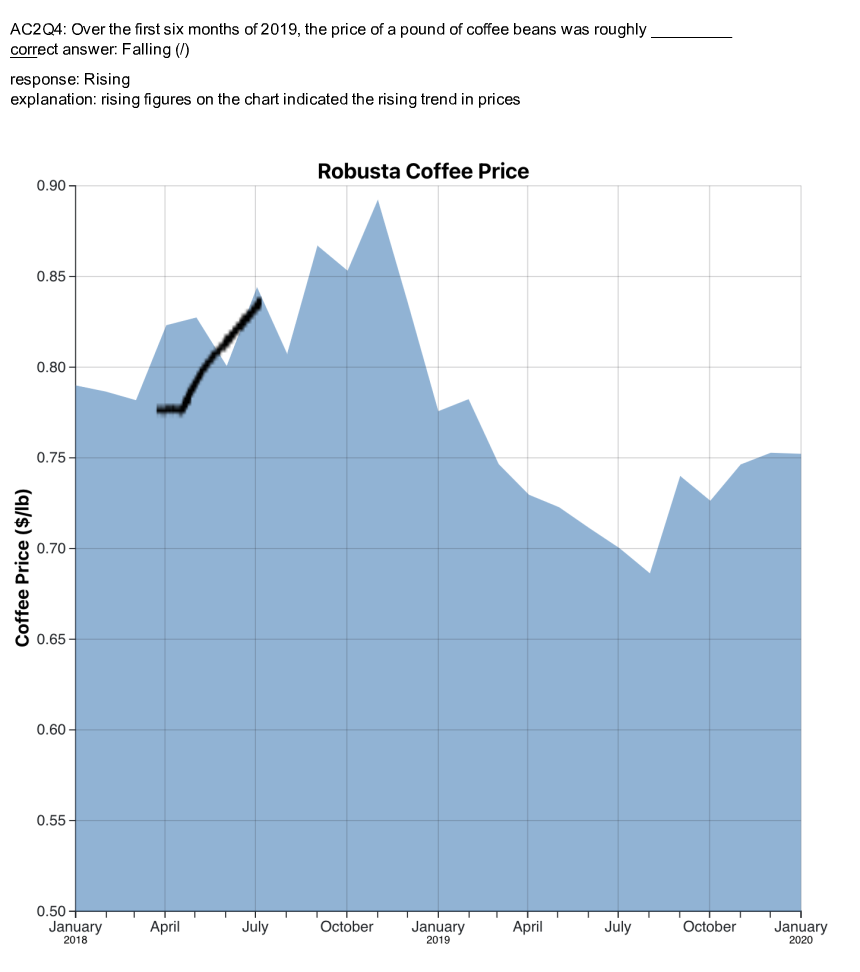 AC2Q4: Over the first six months of 2019, the price of a pound of coffee beans was roughly __________
correct answer: Falling (/)
response: Rising
explanation: rising figures on the chart indicated the rising trend in prices
Robusta Coffee Price
0.90
0.85
0.80
0.75
0.70
0.65
0.60
0.55
0.50
Coffee Price ($/lb)
January April July October January April July October January
2018 2019 2020